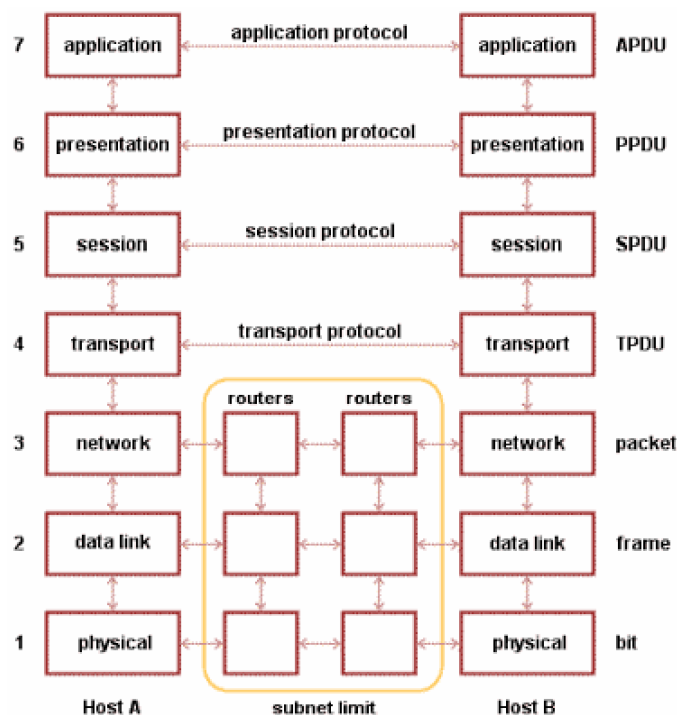 7 application application protocol application APDU
6 presentation presentation protocol presentation PPDU
5 session session protocol session SPDU
4 transport transport protocol transport TPDU
routers routers
3 network network packet
2 data link data link frame
1 physical physical bit
Host A subnet limit Host B